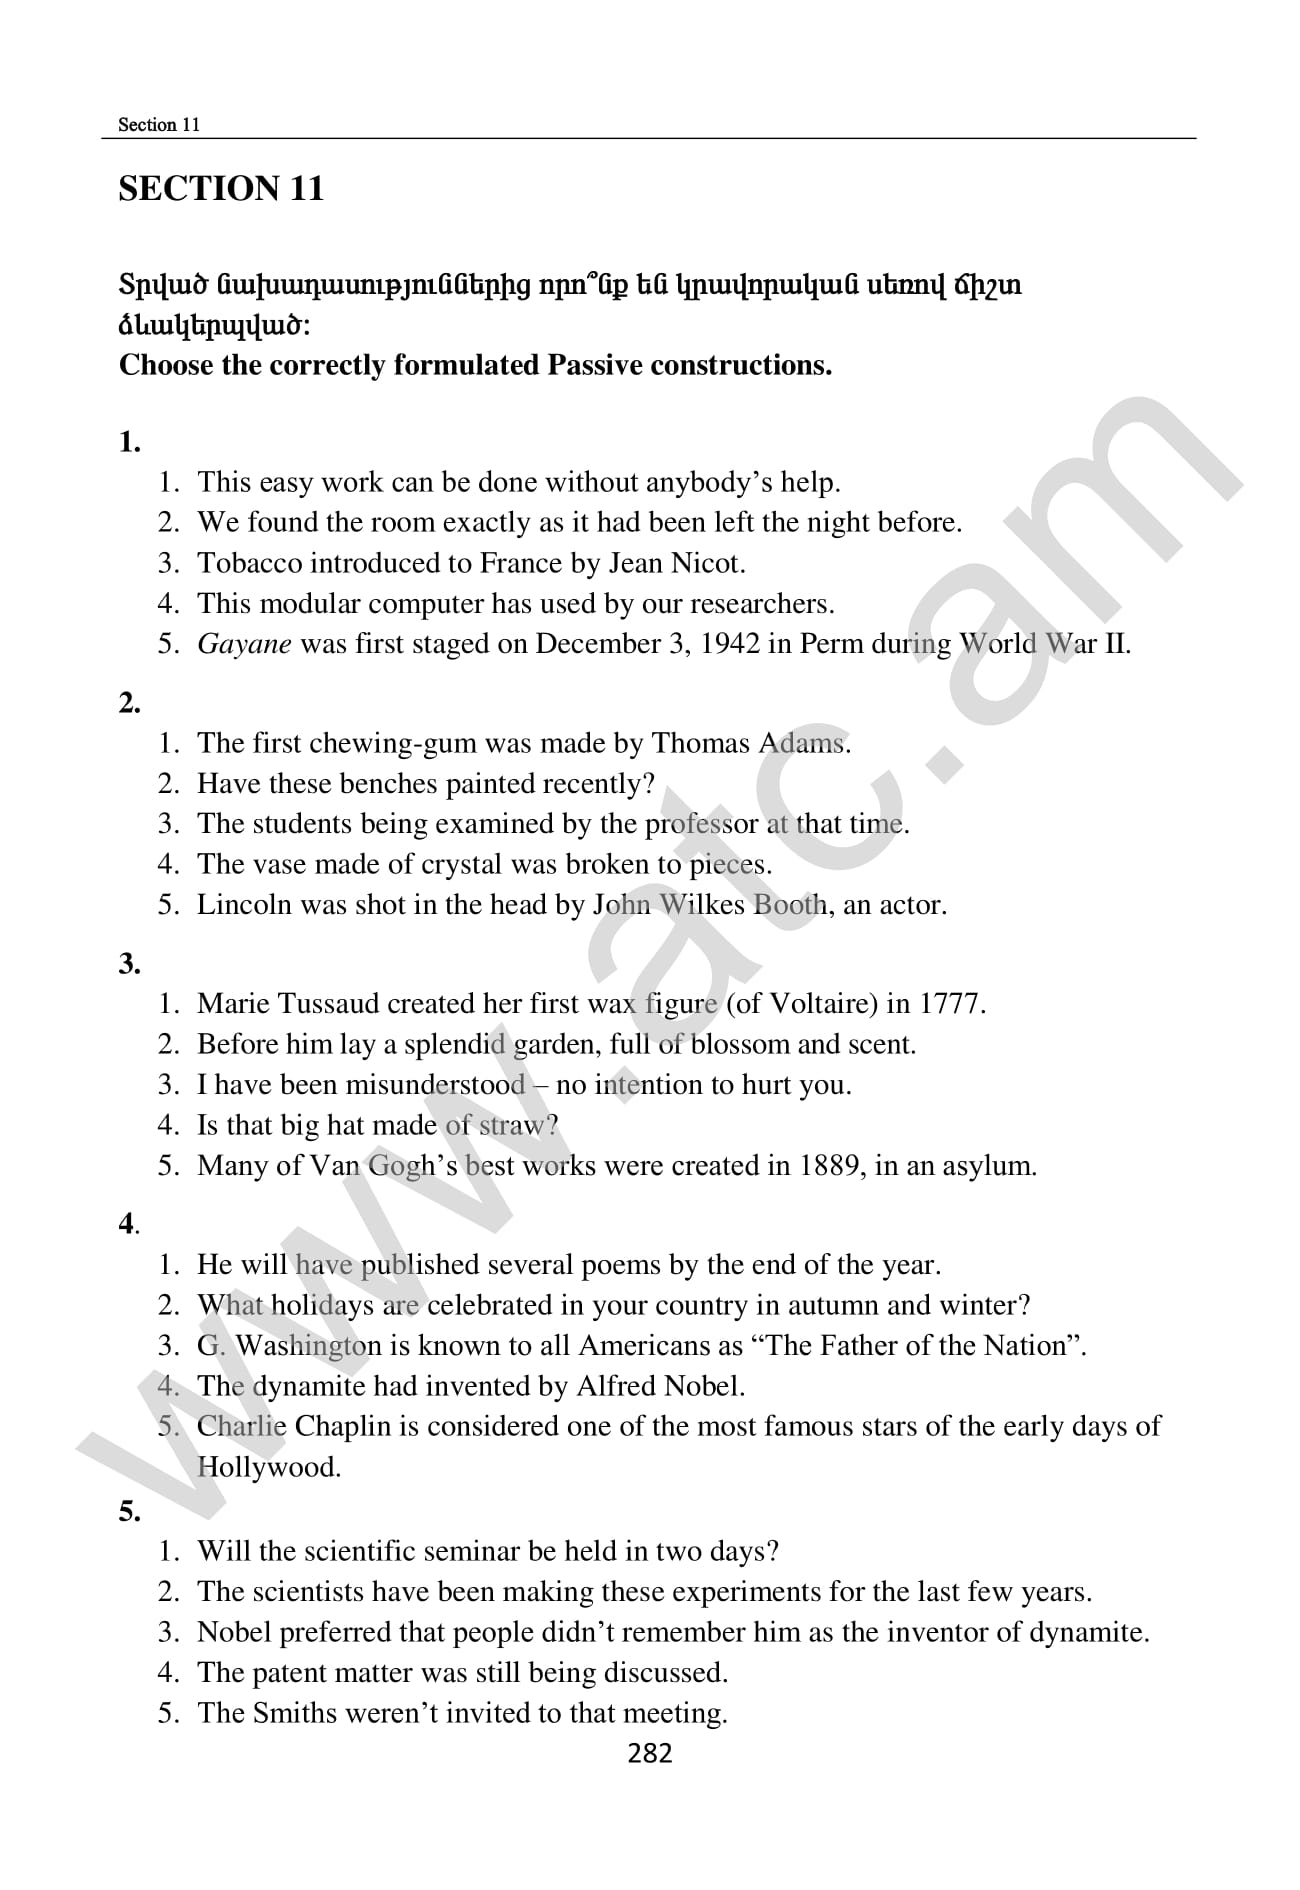 Section 11
SECTION 11
Տրված նախադասություններից որո՞նք են կրավորական սեռով ճիշտ
ձևակերպված:
Choose the correctly formulated Passive constructions.
1.
1. This easy work can be done without anybody’s help.
2. We found the room exactly as it had been left the night before.
3. Tobacco introduced to France by Jean Nicot.
4. This modular computer has used by our researchers.
5. Gayane was first staged on December 3, 1942 in Perm during World War II.
2.
1. The first chewing-gum was made by Thomas Adams.
2. Have these benches painted recently?
3. The students being examined by the professor at that time.
4. The vase made of crystal was broken to pieces.
5. Lincoln was shot in the head by John Wilkes Booth, an actor.
3.
1. Marie Tussaud created her first wax figure (of Voltaire) in 1777.
2. Before him lay a splendid garden, full of blossom and scent.
3. I have been misunderstood – no intention to hurt you.
4. Is that big hat made of straw?
5. Many of Van Gogh’s best works were created in 1889, in an asylum.
4.
1. He will have published several poems by the end of the year.
2. What holidays are celebrated in your country in autumn and winter?
3. G. Washington is known to all Americans as “The Father of the Nation”.
4. The dynamite had invented by Alfred Nobel.
5. Charlie Chaplin is considered one of the most famous stars of the early days of
Hollywood.
5.
1. Will the scientific seminar be held in two days?
2. The scientists have been making these experiments for the last few years.
3. Nobel preferred that people didn’t remember him as the inventor of dynamite.
4. The patent matter was still being discussed.
5. The Smiths weren’t invited to that meeting.
282
www.atc.am